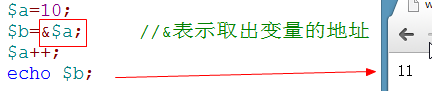 $a=10;
$b=&$a;    //&表示取出变量的地址
$a++;
echo $b;
11